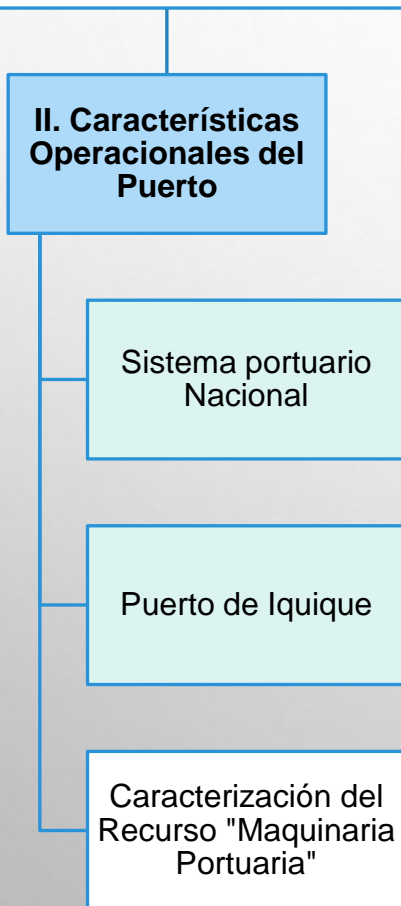 II. Características
Operacionales del
Puerto
Sistema portuario
Nacional
Puerto de Iquique
Caracterización del
Recurso "Maquinaria
Portuaria"